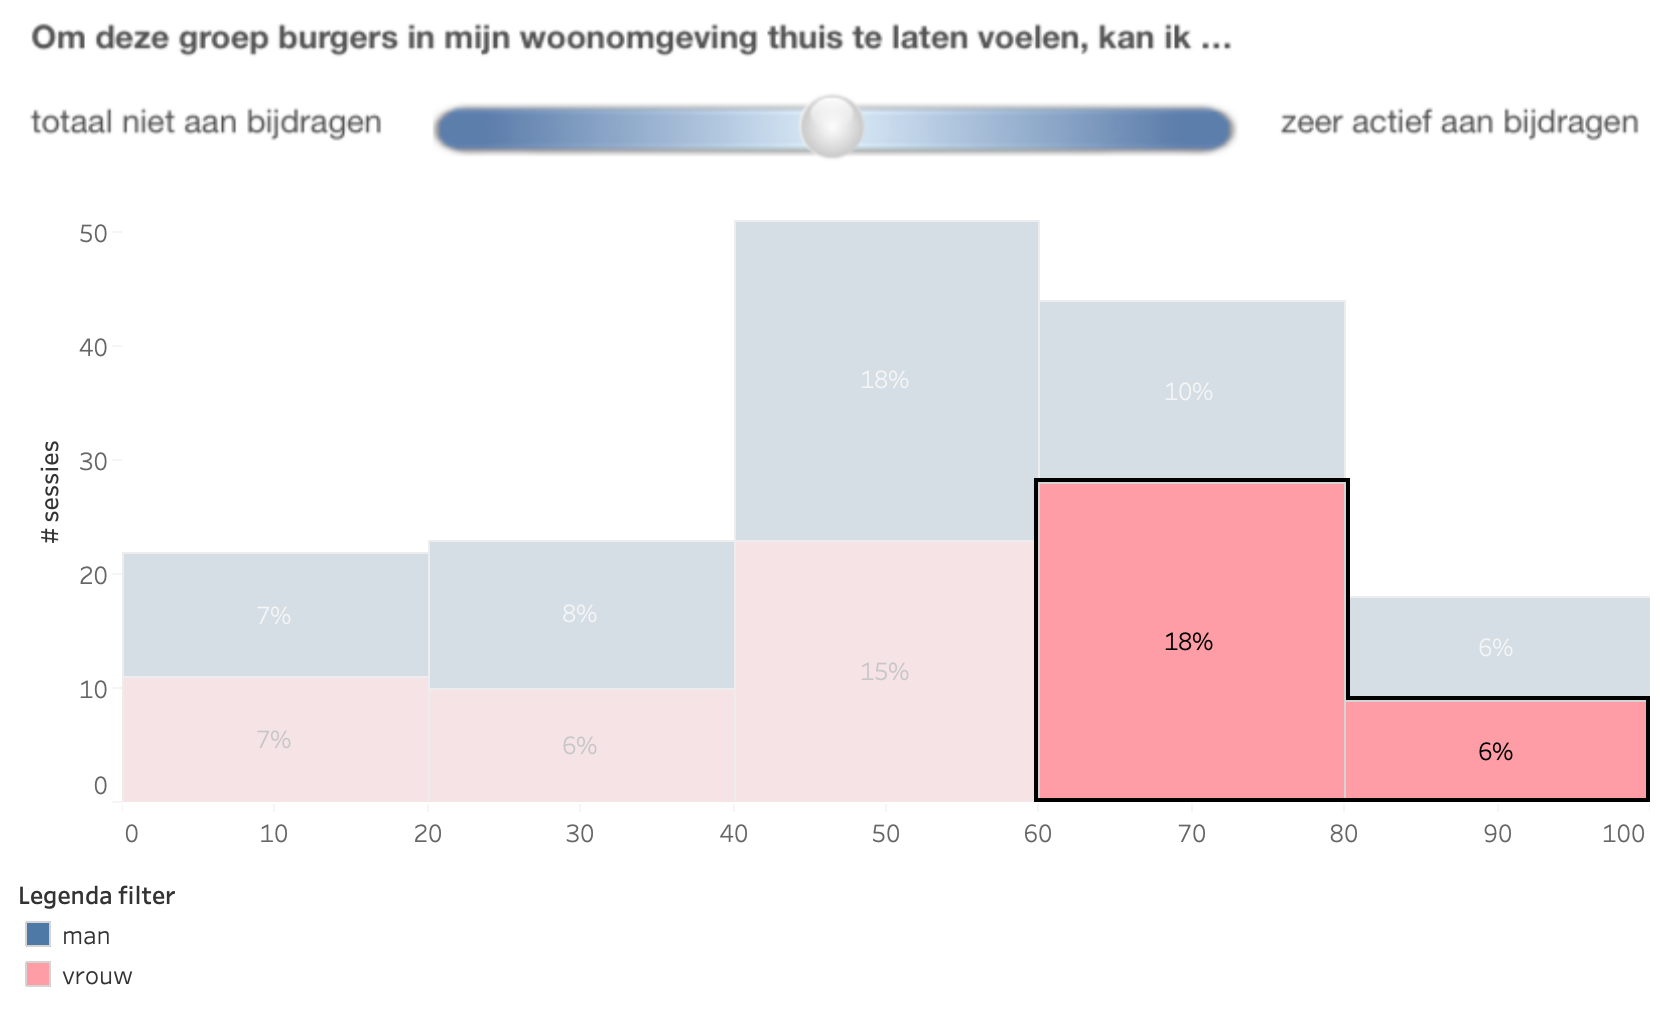 Om deze groep burgers in mijn woonomgeving thuis te laten voelen, kan ik ...
totaal niet aan bijdragen
zeer actief aan bijdragen
# sessies
50
40
30
20
10
0
18%
10%
7%
8%
15%
18%
6%
7%
6%
6%
0 10 20 30 40 50 60 70 80 90 100
Legenda filter
man
vrouw